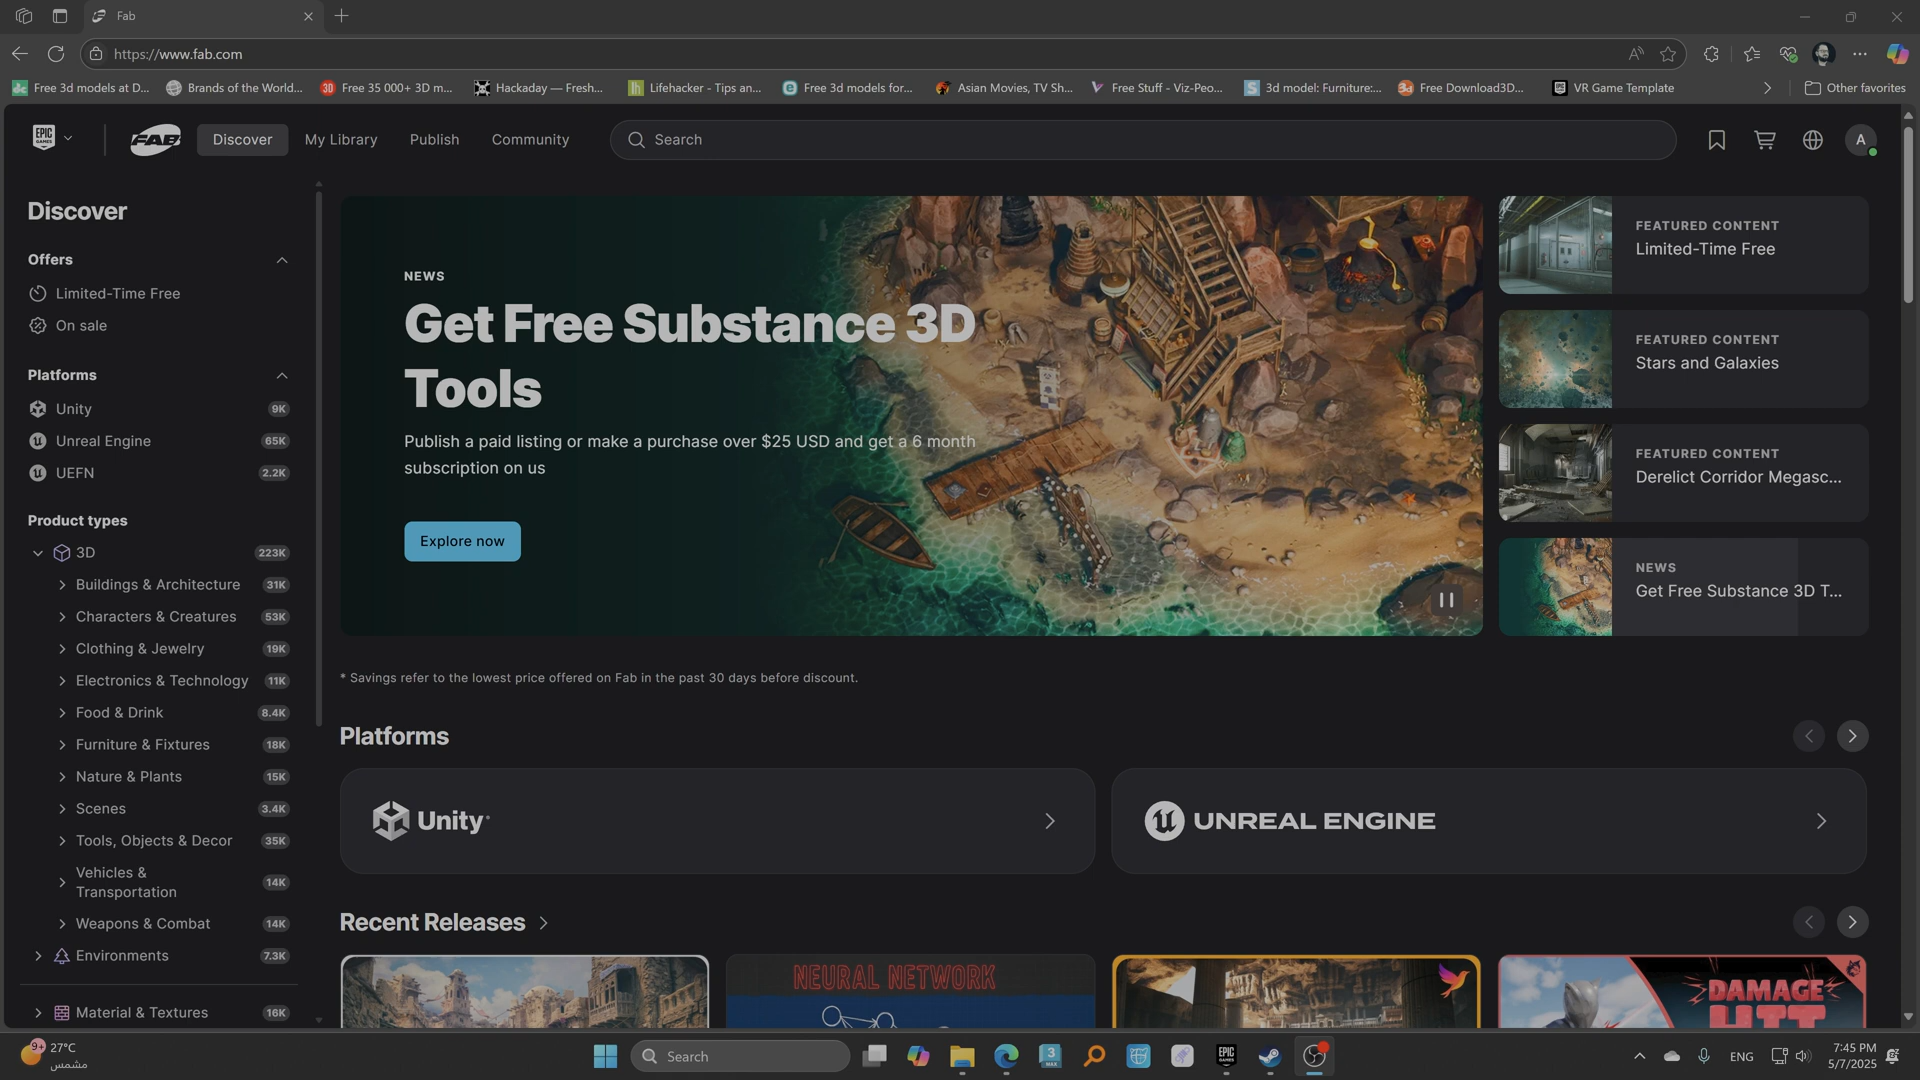 Fab
https://www.fab.com
Free 3d models at D...
Brands of the World...
Free 35 000+ 3D m...
Hackaday — Fresh...
Lifehacker - Tips an...
Free 3d models for...
Asian Movies, TV Sh...
Free Stuff - Viz-Peo...
3d model: Furniture:...
Free Download3D...
VR Game Template
Other favorites
EPIC GAMES
FAB
Discover
My Library
Publish
Community
Search
A
Discover
Offers
Limited-Time Free
On sale
Platforms
Unity 9K
Unreal Engine 65K
UEFN 2.2K
Product types
3D 223K
Buildings & Architecture 31K
Characters & Creatures 53K
Clothing & Jewelry 19K
Electronics & Technology 11K
Food & Drink 8.4K
Furniture & Fixtures 18K
Nature & Plants 15K
Scenes 3.4K
Tools, Objects & Decor 35K
Vehicles &
Transportation 14K
Weapons & Combat 14K
Environments 7.3K
Material & Textures 16K
NEWS
Get Free Substance 3D
Tools
Publish a paid listing or make a purchase over $25 USD and get a 6 month
subscription on us
Explore now
FEATURED CONTENT
Limited-Time Free
FEATURED CONTENT
Stars and Galaxies
FEATURED CONTENT
Derelict Corridor Megasc...
NEWS
Get Free Substance 3D T...
* Savings refer to the lowest price offered on Fab in the past 30 days before discount.
Platforms
Unity
UNREAL ENGINE
Recent Releases
NEURAL NETWORK
DAMAGE
HIT
9+
27°C
مشمس
Search
3
MAX
EPIC GAMES
ENG
7:45 PM
5/7/2025